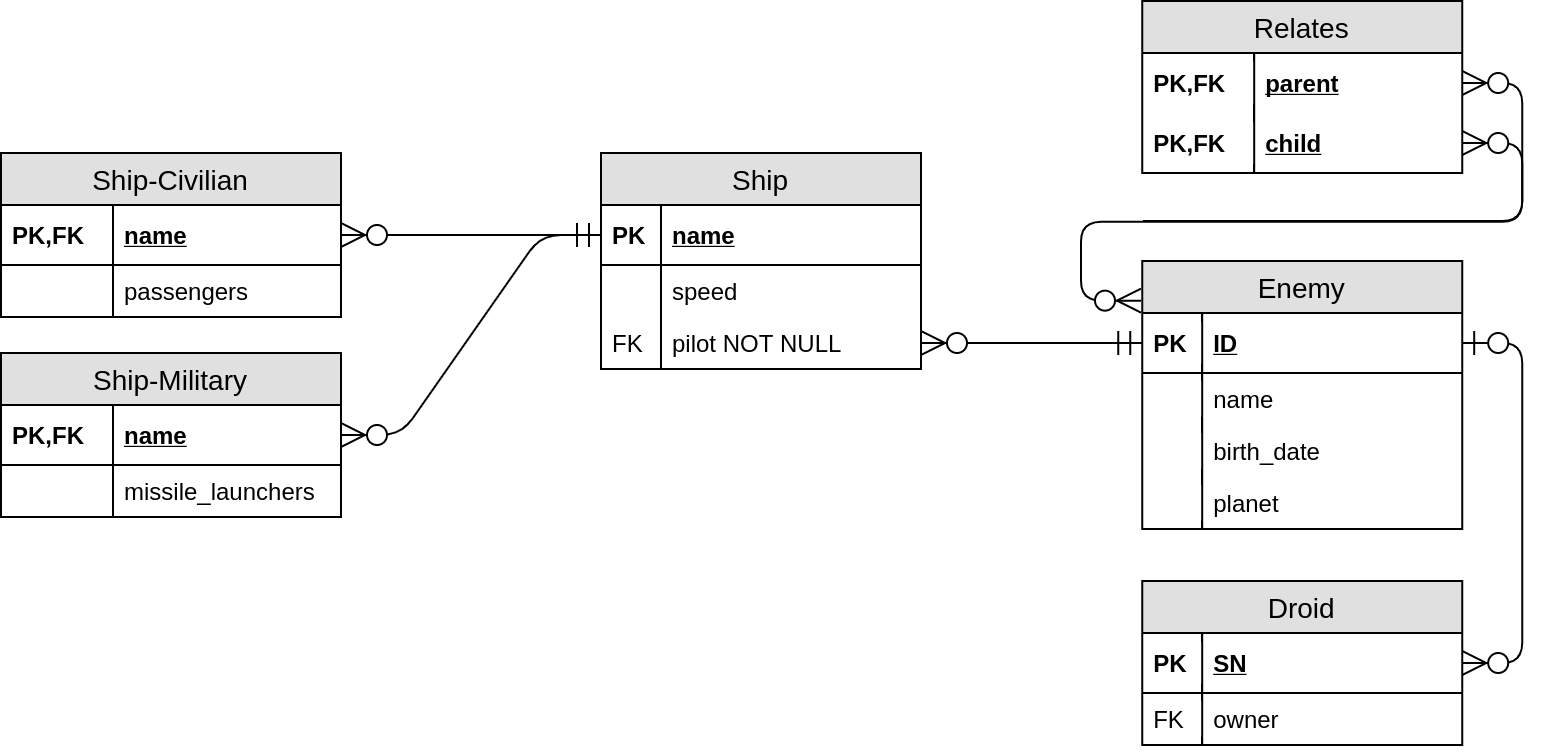 Relates
PK,FK parent
PK,FK child
Ship-Civilian
PK,FK name
passengers
Ship
PK name
speed
FK pilot NOT NULL
Enemy
PK ID
name
birth_date
planet
Ship-Military
PK,FK name
missile_launchers
Droid
PK SN
FK owner